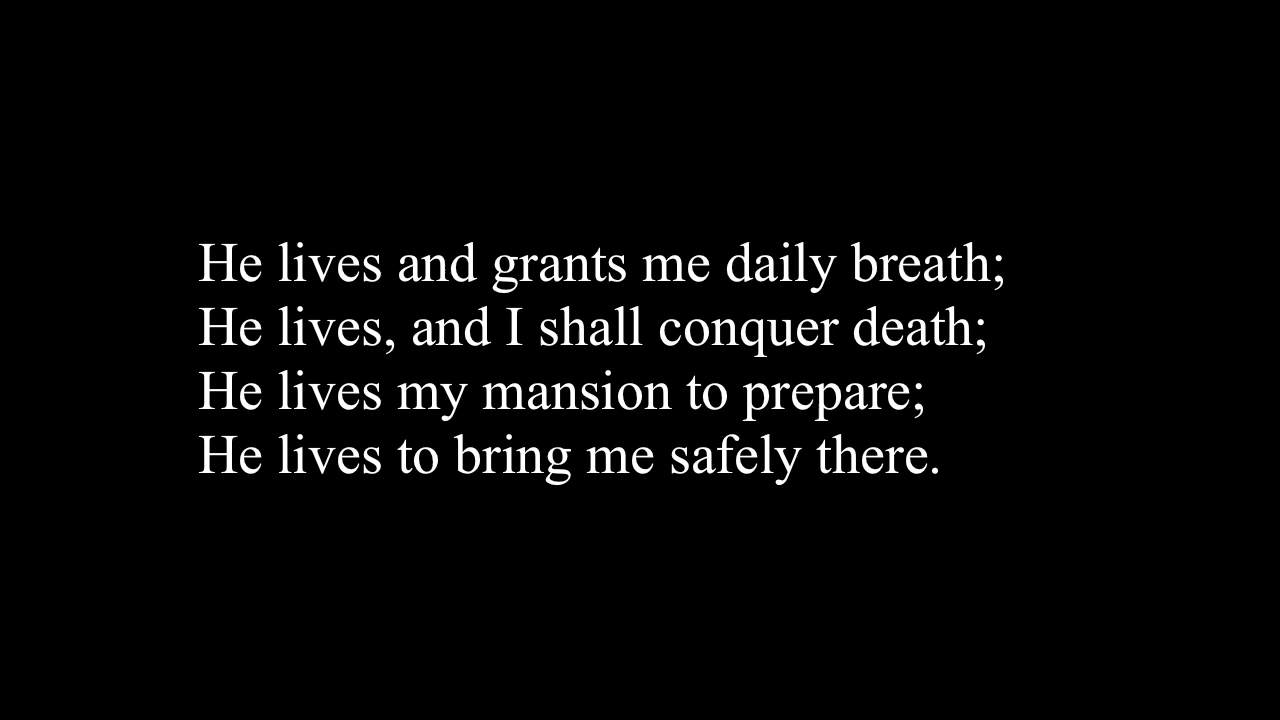 He lives and grants me daily breath;
He lives, and I shall conquer death;
He lives my mansion to prepare;
He lives to bring me safely there.